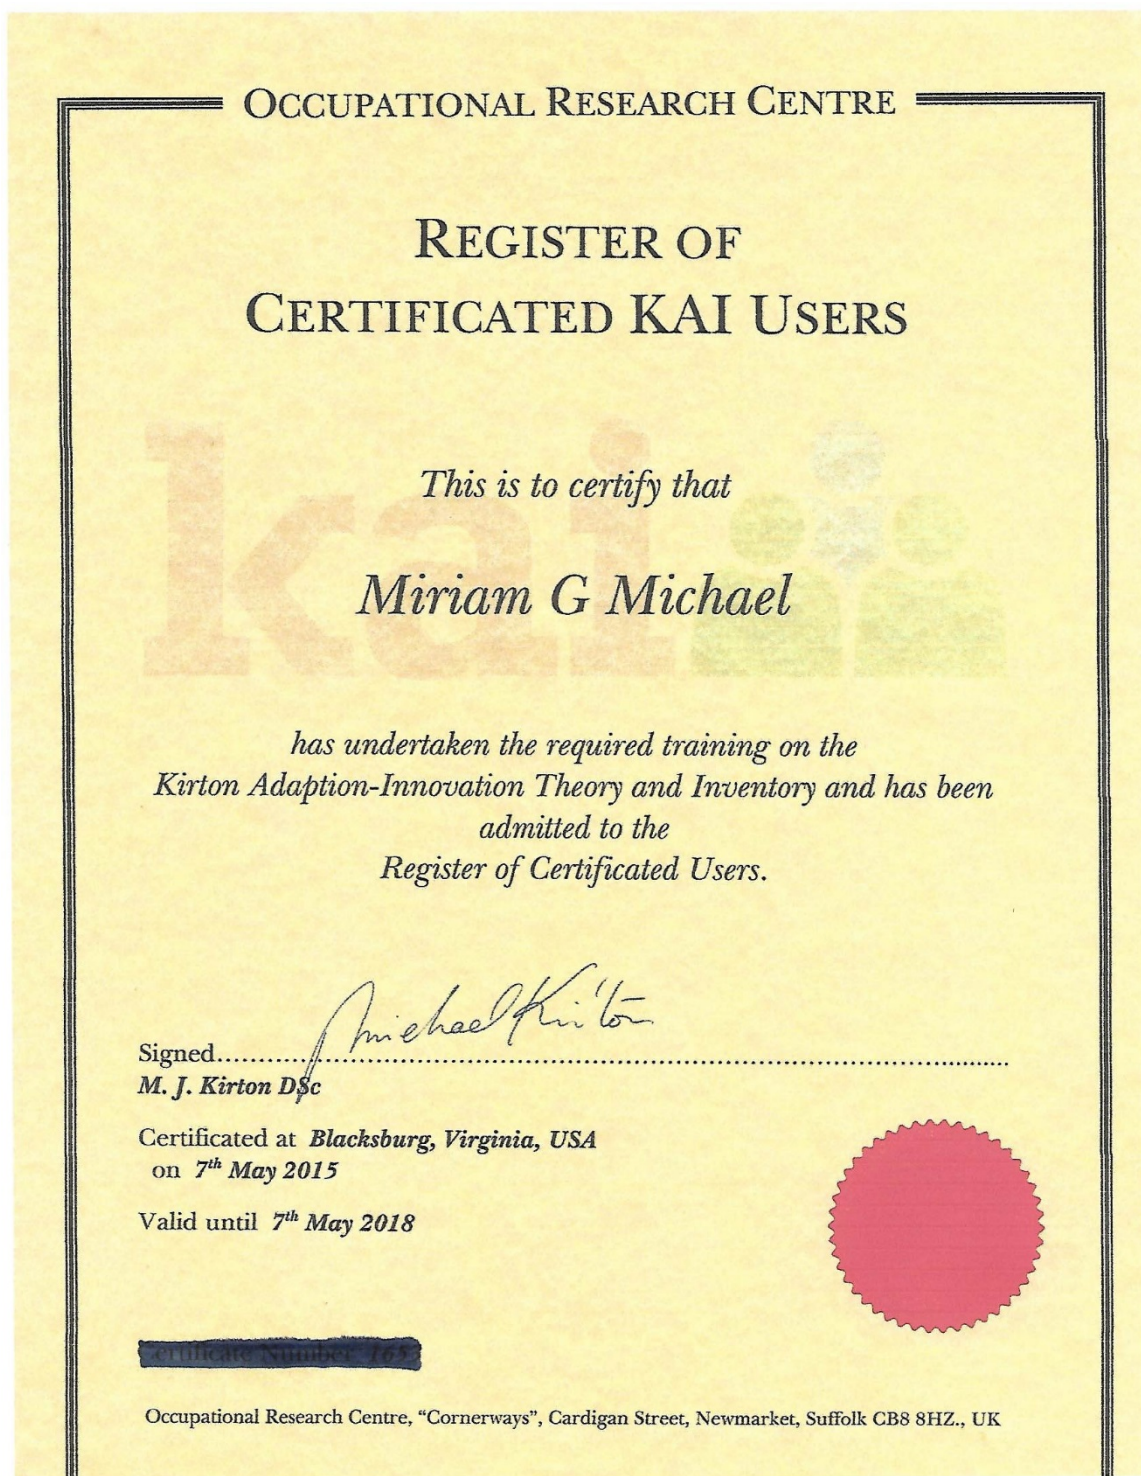 OCCUPATIONAL RESEARCH CENTRE
REGISTER OF
CERTIFICATED KAI USERS
kai
This is to certify that
Miriam G Michael
has undertaken the required training on the
Kirton Adaption-Innovation Theory and Inventory and has been
admitted to the
Register of Certificated Users.
Michael Kirton
Signed..........................................................................
M. J. Kirton DSc
Certificated at Blacksburg, Virginia, USA
on 7th May 2015
Valid until 7th May 2018
Occupational Research Centre, “Cornerways”, Cardigan Street, Newmarket, Suffolk CB8 8HZ., UK